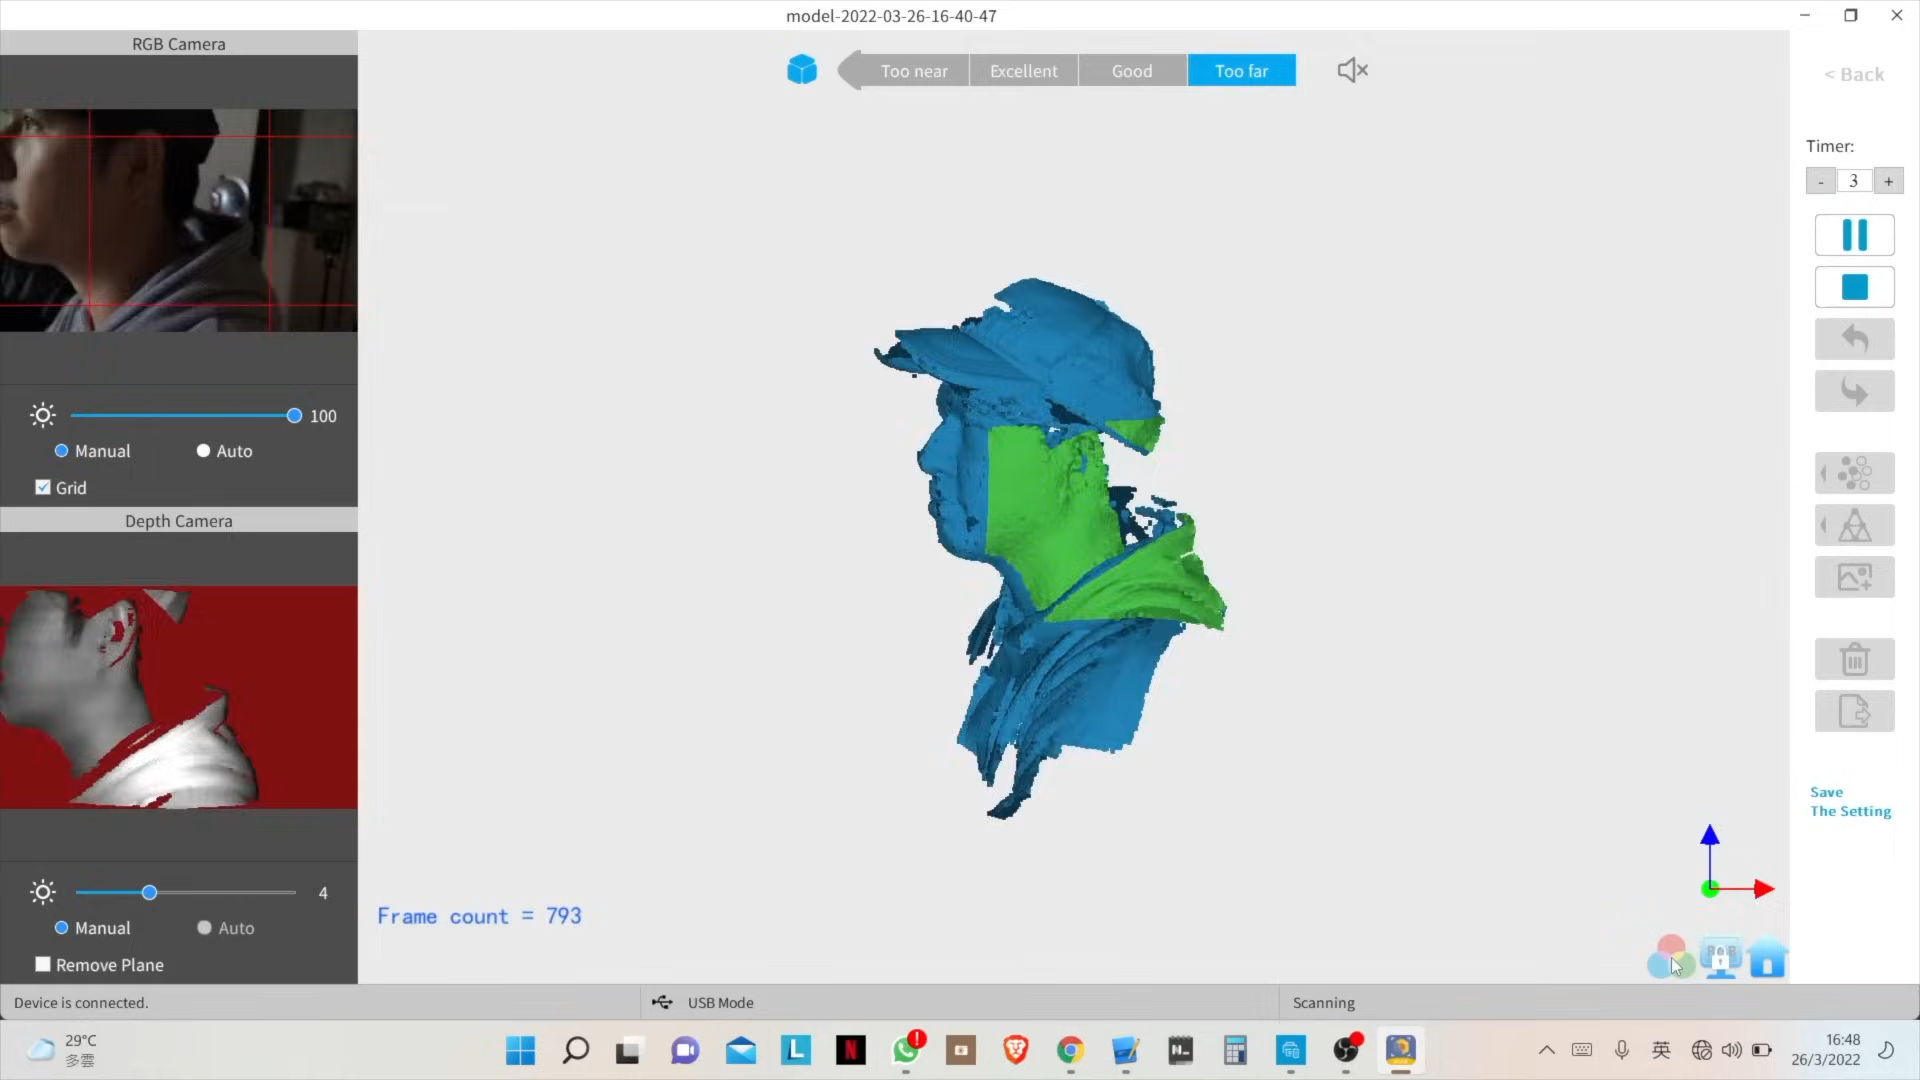 model-2022-03-26-16-40-47
RGB Camera
Too near
Excellent
Good
Too far
< Back
Timer:
- 3 +
100
Manual
Auto
Grid
Depth Camera
4
Manual
Auto
Remove Plane
Frame count = 793
Save
The Setting
RGB
Device is connected.
USB Mode
Scanning
29°C
多雲
L
N
N
英
16:48
26/3/2022